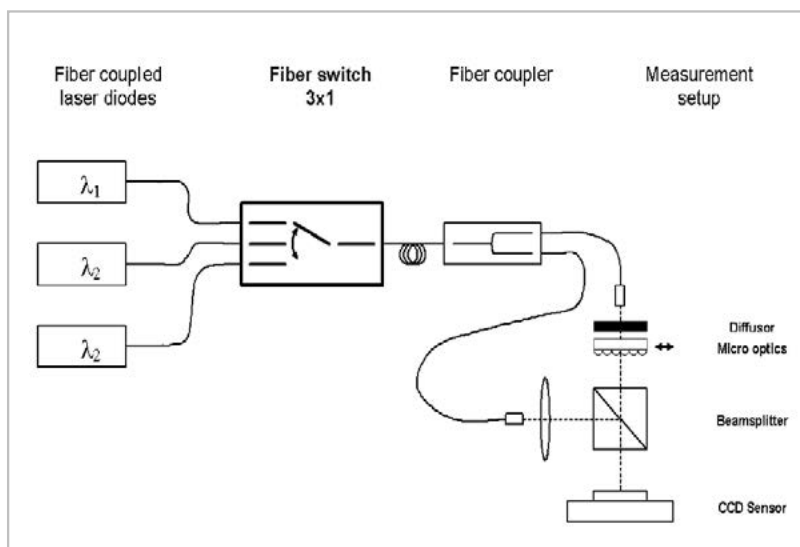 Fiber coupled
laser diodes
Fiber switch
3x1
Fiber coupler
Measurement
setup
λ1
λ2
λ2
Diffusor
Micro optics
Beamsplitter
CCD Sensor